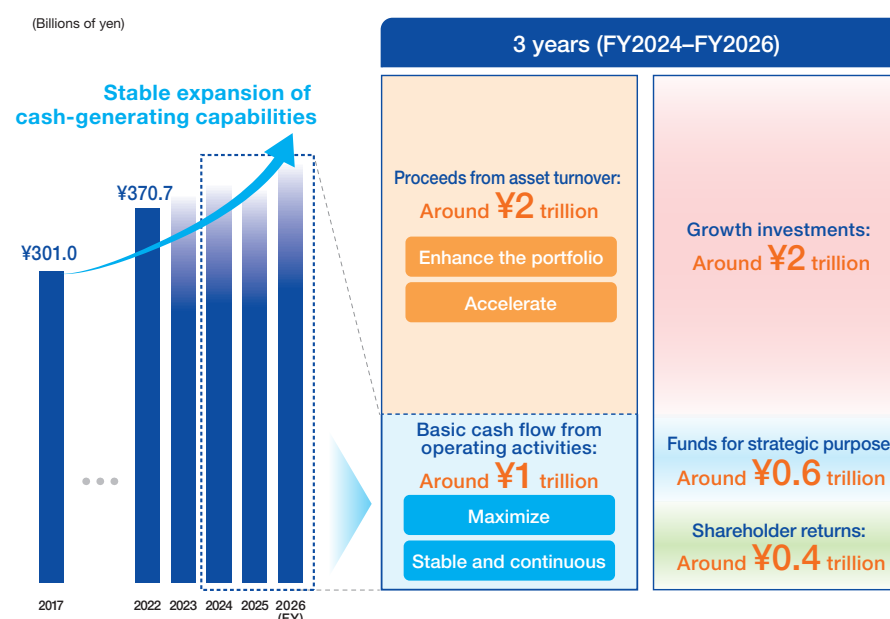 (Billions of yen)
3 years (FY2024–FY2026)
Stable expansion of
cash-generating capabilities
¥301.0
¥370.7
2017
2022 2023 2024 2025 2026
(FY)
Proceeds from asset turnover:
Around ¥2 trillion
Enhance the portfolio
Accelerate
Basic cash flow from
operating activities:
Around ¥1 trillion
Maximize
Stable and continuous
Growth investments:
Around ¥2 trillion
Funds for strategic purpose
Around ¥0.6 trillion
Shareholder returns:
Around ¥0.4 trillion